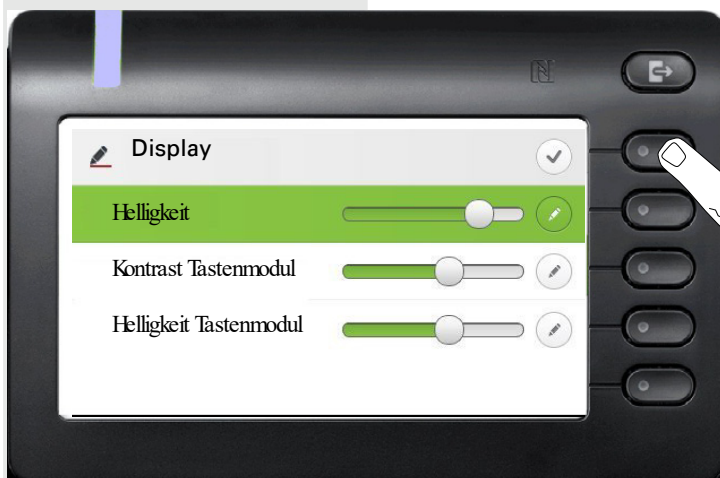 Display
Helligkeit
Kontrast Tastenmodul
Helligkeit Tastenmodul